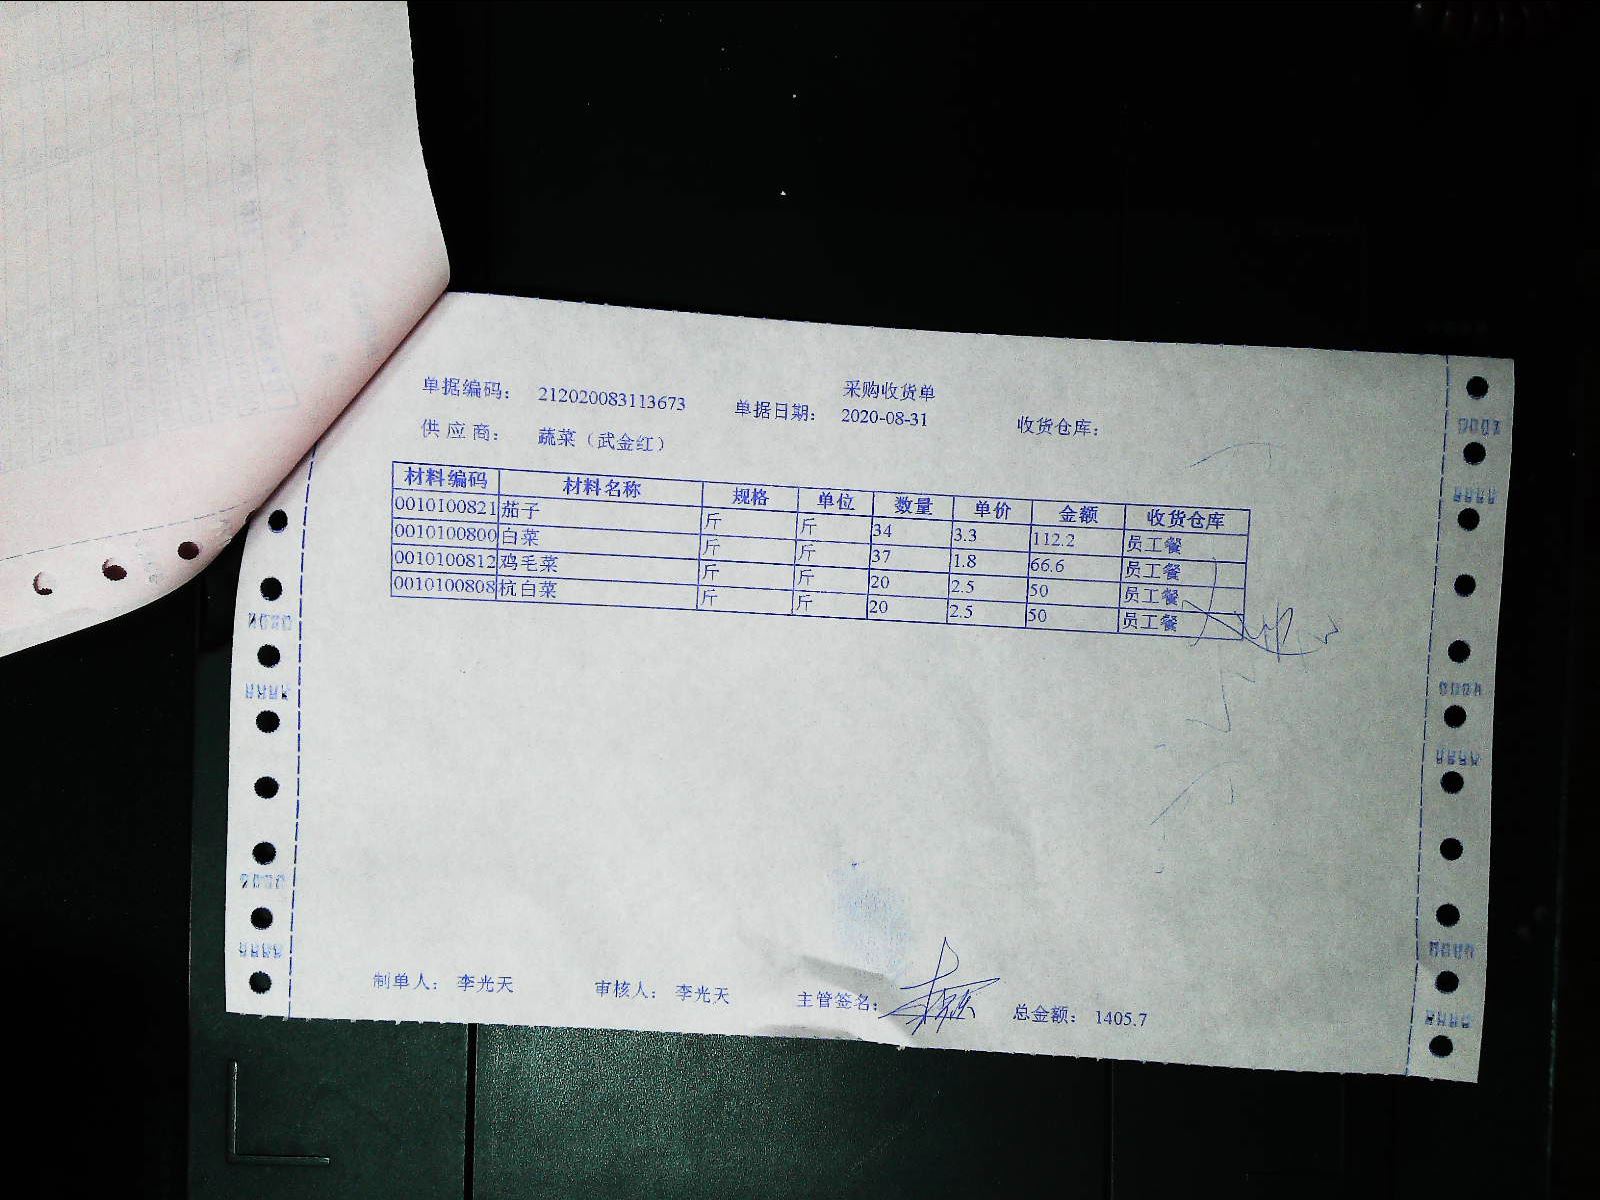 采购收货单
单据编码： 212020083113673 单据日期： 2020-08-31 收货仓库：
供 应 商： 蔬菜（武金红）
材料编码 材料名称 规格 单位 数量 单价 金额 收货仓库
0010100821 茄子 斤 斤 34 3.3 112.2 员工餐
0010100800 白菜 斤 斤 37 1.8 66.6 员工餐
0010100812 鸡毛菜 斤 斤 20 2.5 50 员工餐
0010100808 杭白菜 斤 斤 20 2.5 50 员工餐
制单人： 李光天 审核人： 李光天 主管签名： 总金额： 1405.7